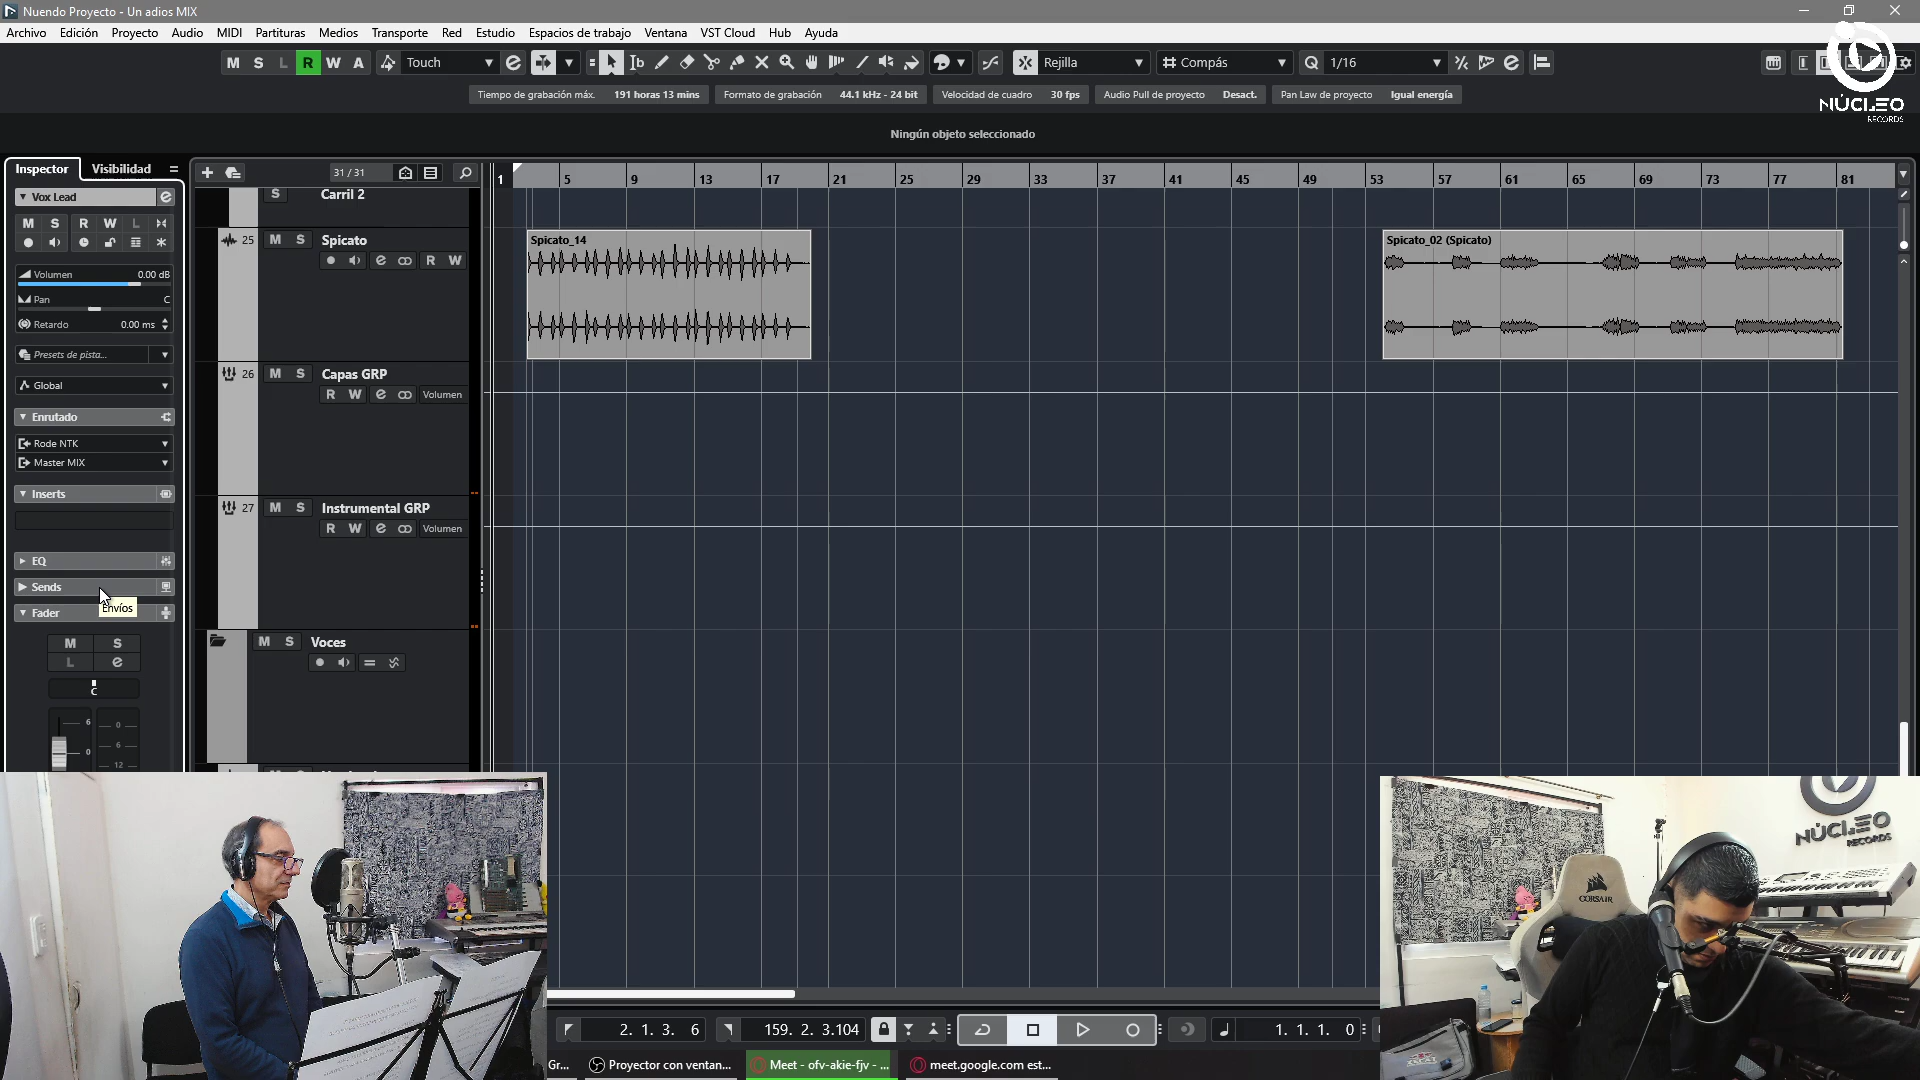 Nuendo Proyecto - Un adios MIX
Archivo Edición Proyecto Audio MIDI Partituras Medios Transporte Red Estudio Espacios de trabajo Ventana VST Cloud Hub Ayuda
M S L R W A Touch Rejilla Compás Q 1/16
NÚCLEO
RECORDS
Tiempo de grabación máx. 191 horas 13 mins Formato de grabación 44.1 kHz - 24 bit Velocidad de cuadro 30 fps Audio Pull de proyecto Desact. Pan Law de proyecto Igual energía
Ningún objeto seleccionado
Inspector Visibilidad
31 / 31
1 5 9 13 17 21 25 29 33 37 41 45 49 53 57 61 65 69 73 77 81
Vox Lead
M S R W L
Volumen 0.00 dB
Pan C
Retardo 0.00 ms
Presets de pista...
Global
Enrutado
Rode NTK
Master MIX
Inserts
EQ
Sends
Envíos
Fader
M S
L e
C
6 0
0 6
12
S Carril 2
25 M S Spicato
R W
Spicato_14
Spicato_02 (Spicato)
26 M S Capas GRP
R W Volumen
27 M S Instrumental GRP
R W Volumen
M S Voces
NÚCLEO
RECORDS
CORSAIR
2. 1. 3. 6 159. 2. 3.104 1. 1. 1. 0
Gr... Proyector con ventan... Meet - ofv-akie-fjv - ... meet.google.com est...